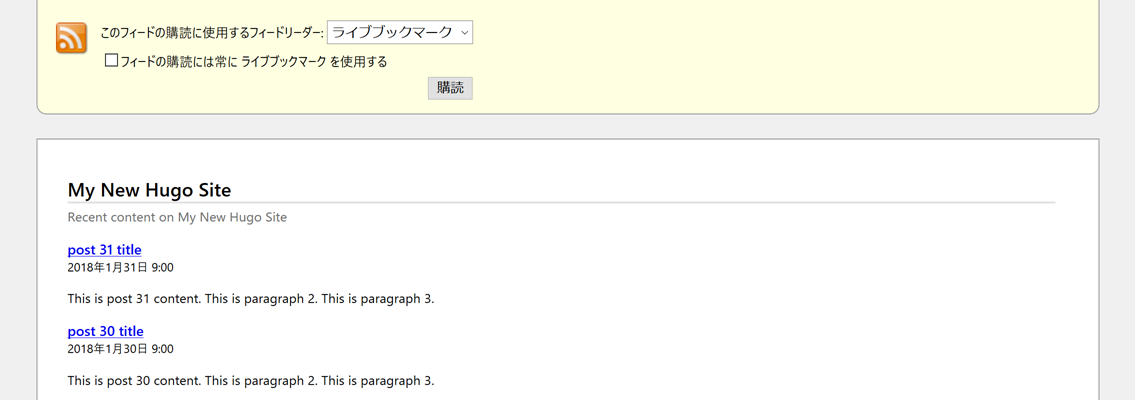 このフィードの購読に使用するフィードリーダー: ライブブックマーク
フィードの購読には常に ライブブックマーク を使用する
購読
My New Hugo Site
Recent content on My New Hugo Site
post 31 title
2018年1月31日 9:00
This is post 31 content. This is paragraph 2. This is paragraph 3.
post 30 title
2018年1月30日 9:00
This is post 30 content. This is paragraph 2. This is paragraph 3.